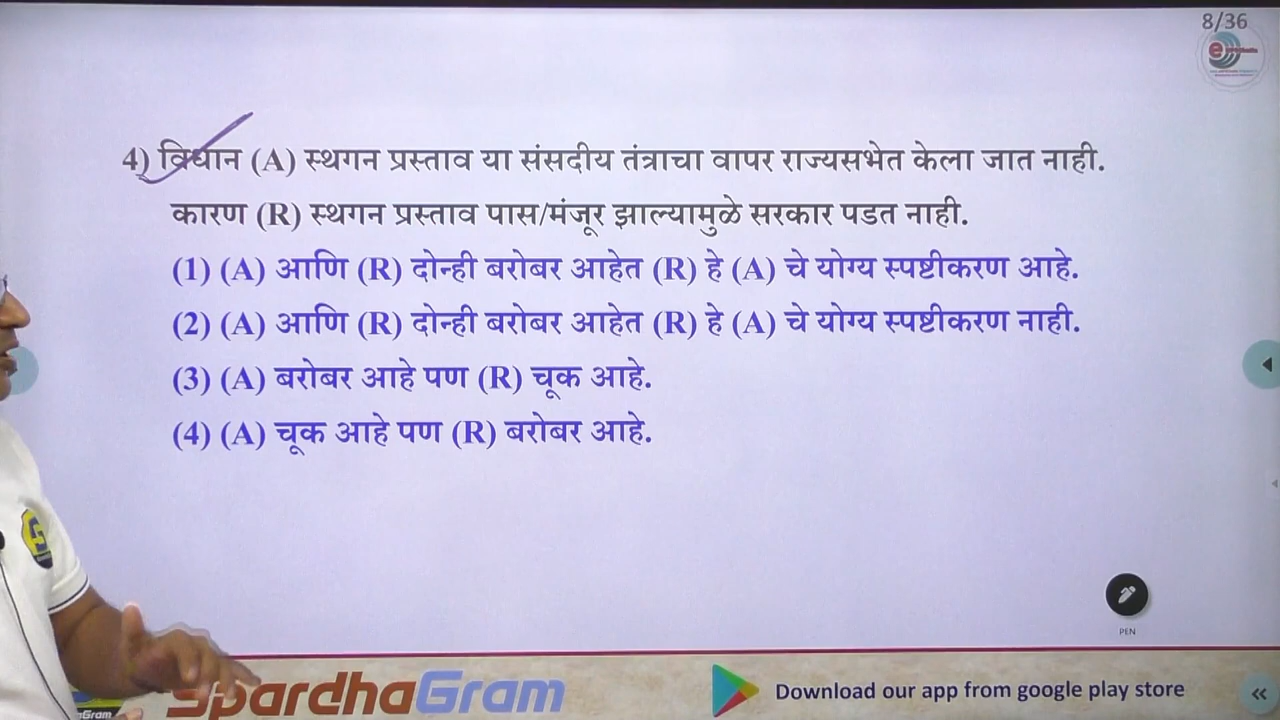 8/36
4) विधान (A) स्थगन प्रस्ताव या संसदीय तंत्राचा वापर राज्यसभेत केला जात नाही.
कारण (R) स्थगन प्रस्ताव पास/मंजूर झाल्यामुळे सरकार पडत नाही.
(1) (A) आणि (R) दोन्ही बरोबर आहेत (R) हे (A) चे योग्य स्पष्टीकरण आहे.
(2) (A) आणि (R) दोन्ही बरोबर आहेत (R) हे (A) चे योग्य स्पष्टीकरण नाही.
(3) (A) बरोबर आहे पण (R) चूक आहे.
(4) (A) चूक आहे पण (R) बरोबर आहे.
PEN
SpardhaGram
Download our app from google play store